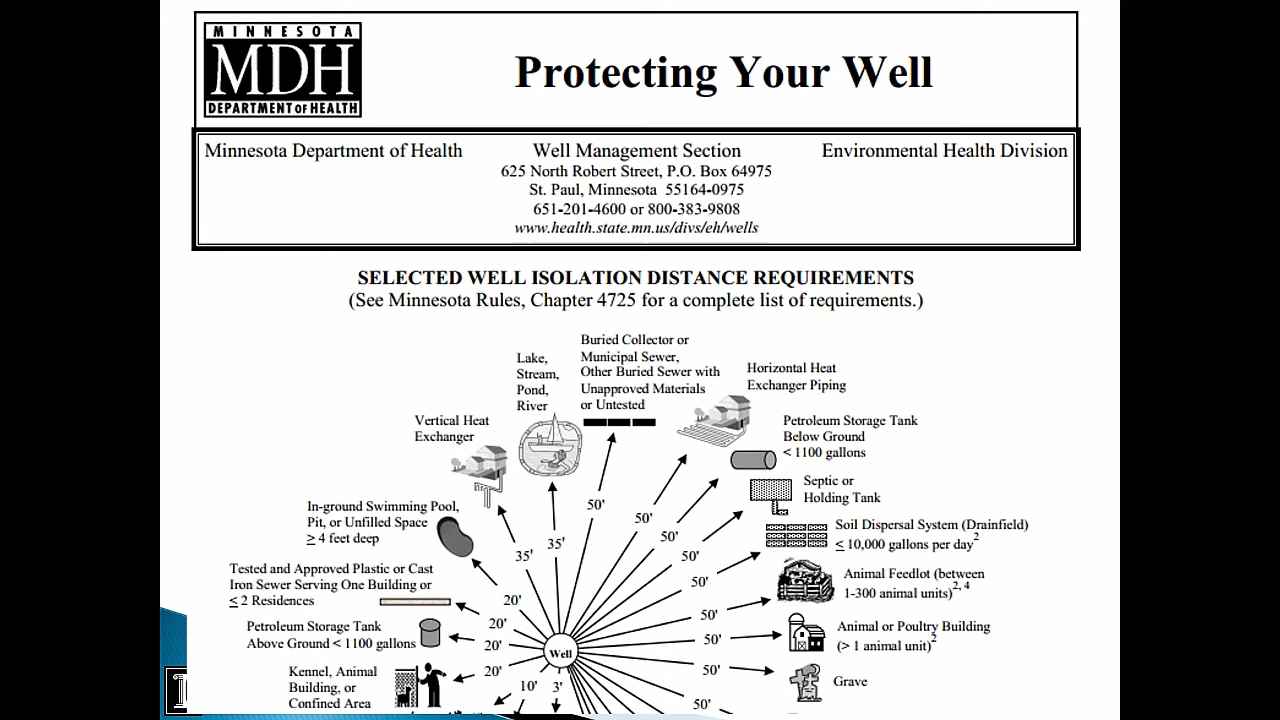 MINNESOTA
MDH
DEPARTMENT OF HEALTH
Protecting Your Well
Minnesota Department of Health
Well Management Section
Environmental Health Division
625 North Robert Street, P.O. Box 64975
St. Paul, Minnesota 55164-0975
651-201-4600 or 800-383-9808
www.health.state.mn.us/divs/eh/wells
SELECTED WELL ISOLATION DISTANCE REQUIREMENTS
(See Minnesota Rules, Chapter 4725 for a complete list of requirements.)
Buried Collector or
Municipal Sewer,
Other Buried Sewer with
Unapproved Materials
or Untested
Lake,
Stream,
Pond,
River
Horizontal Heat
Exchanger Piping
Vertical Heat
Exchanger
Petroleum Storage Tank
Below Ground
< 1100 gallons
Septic or
Holding Tank
In-ground Swimming Pool,
Pit, or Unfilled Space
≥ 4 feet deep
Soil Dispersal System (Drainfield)
≤ 10,000 gallons per day2
Tested and Approved Plastic or Cast
Iron Sewer Serving One Building or
≤ 2 Residences
Animal Feedlot (between
1-300 animal units)2, 4
Petroleum Storage Tank
Above Ground < 1100 gallons
Animal or Poultry Building
(> 1 animal unit)2
Kennel, Animal
Building, or
Confined Area
Grave
50'
50'
50'
50'
50'
50'
50'
50'
50'
35'
35'
20'
20'
20'
20'
10'
3'
Well